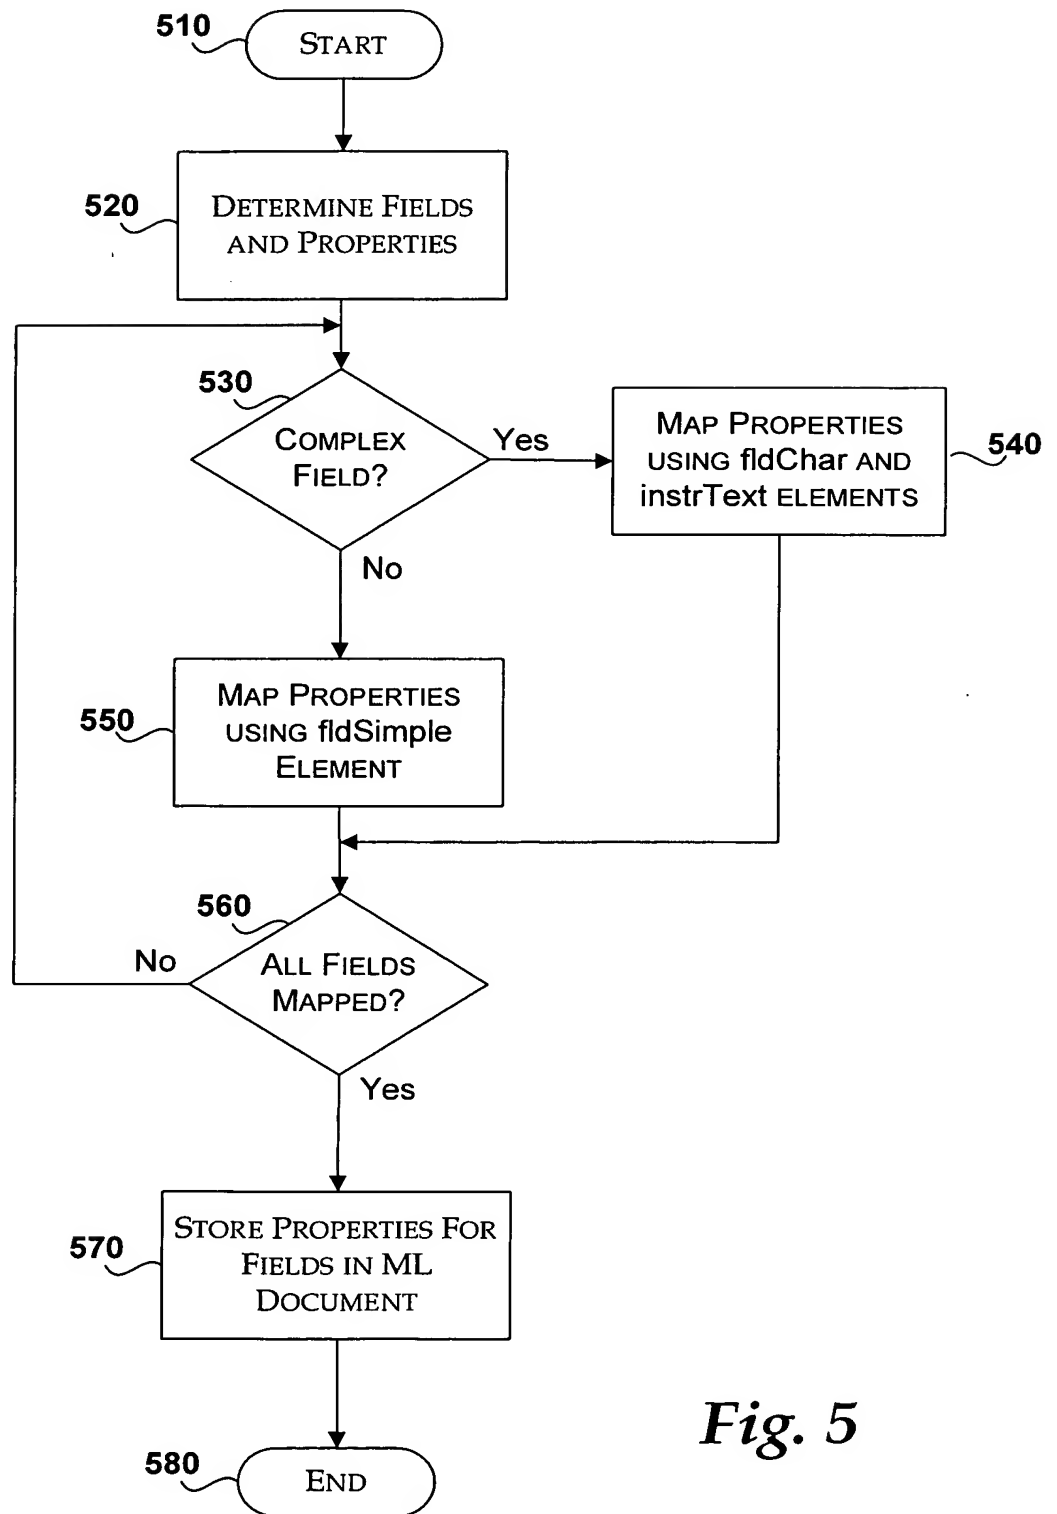 510
START
520
DETERMINE FIELDS
AND PROPERTIES
530
COMPLEX
FIELD?
Yes
MAP PROPERTIES
USING fldChar AND
instrText ELEMENTS
540
No
550
MAP PROPERTIES
USING fldSimple
ELEMENT
560
No
ALL FIELDS
MAPPED?
Yes
570
STORE PROPERTIES FOR
FIELDS IN ML
DOCUMENT
Fig. 5
580
END